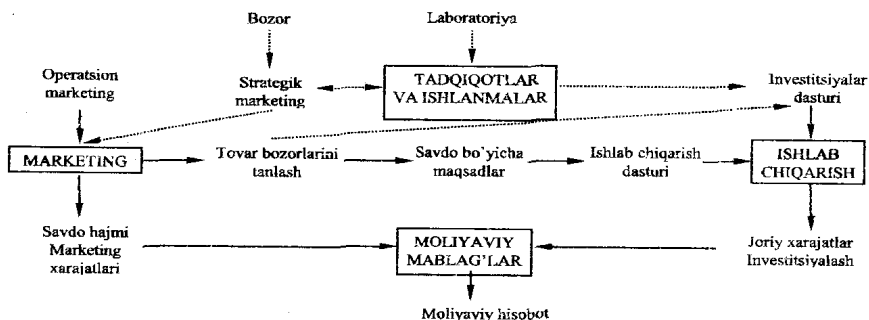 Bozor
Laboratoriya
Operatsion
marketing
Strategik
marketing
TADQIQOTLAR
VA ISHLANMALAR
Investitsiyalar
dasturi
MARKETING
Tovar bozorlarini
tanlash
Savdo bo`yicha
maqsadlar
Ishlab chiqarish
dasturi
ISHLAB
CHIQARISH
Savdo hajmi
Marketing
xarajatlari
MOLIYAVIY
MABLAG'LAR
Joriy xarajatlar
Investitsiyalash
Moliyaviy hisobot